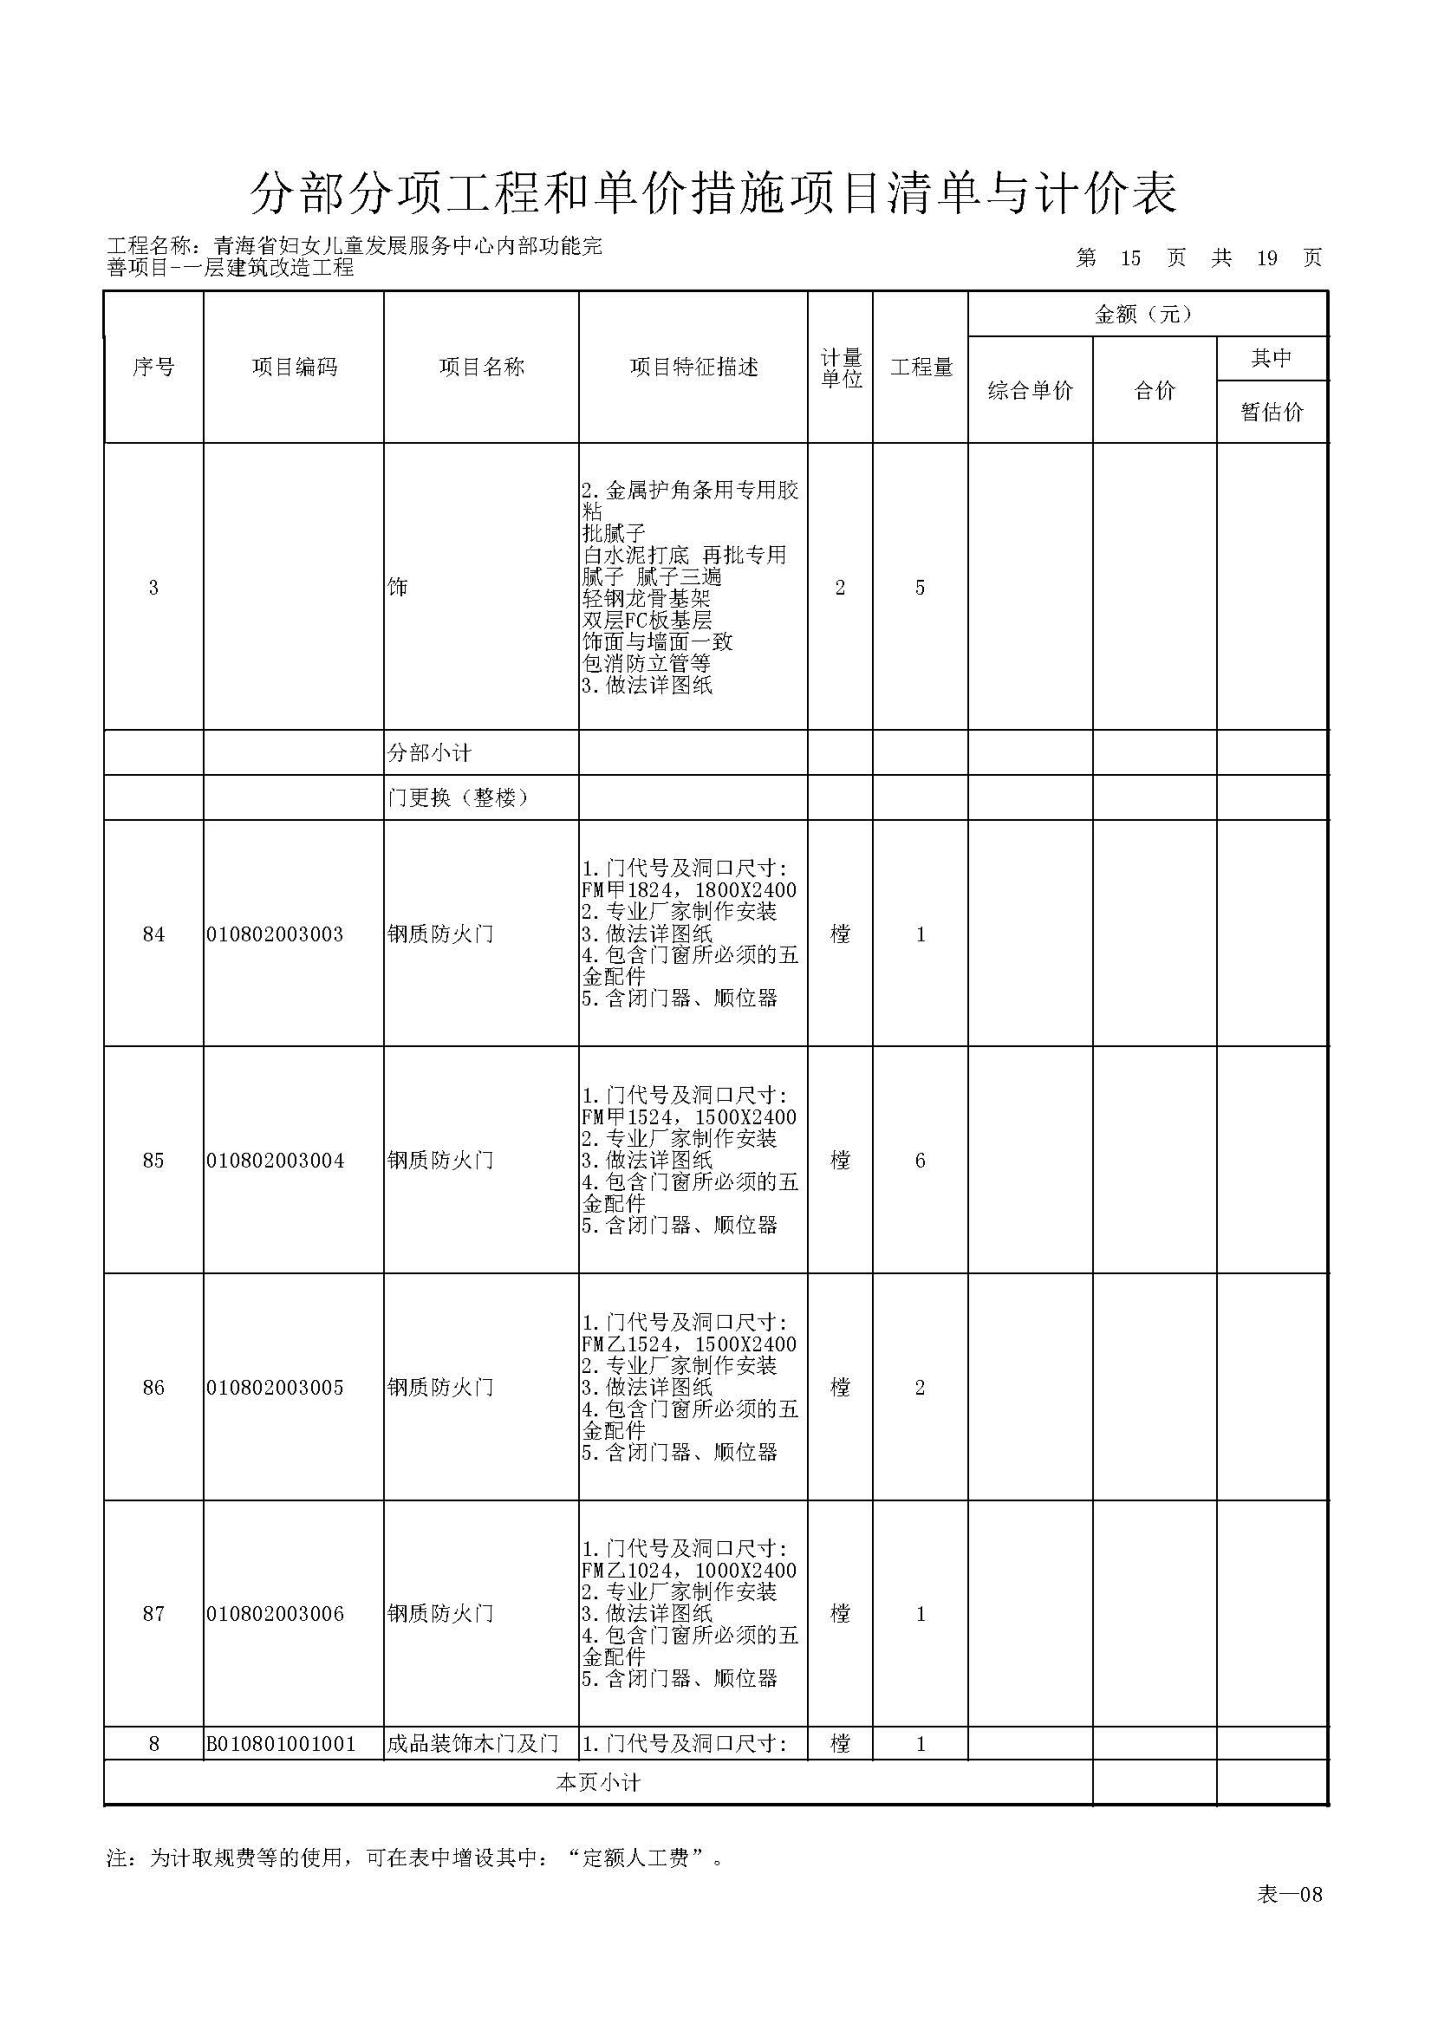 分部分项工程和单价措施项目清单与计价表
工程名称：青海省妇女儿童发展服务中心内部功能完
善项目-一层建筑改造工程
第 15 页 共 19 页
序号 项目编码 项目名称 项目特征描述 计量单位 工程量 金额（元）
综合单价 合价 其中
暂估价
3 饰 2 5
2.金属护角条用专用胶
粘
批腻子
白水泥打底 再批专用
腻子 腻子三遍
轻钢龙骨基架
双层FC板基层
饰面与墙面一致
包消防立管等
3.做法详图纸
分部小计
门更换（整楼）
84 010802003003 钢质防火门 樘 1
1.门代号及洞口尺寸：
FM甲1824，1800X2400
2.专业厂家制作安装
3.做法详图纸
4.包含门窗所必须的五
金配件
5.含闭门器、顺位器
85 010802003004 钢质防火门 樘 6
1.门代号及洞口尺寸：
FM甲1524，1500X2400
2.专业厂家制作安装
3.做法详图纸
4.包含门窗所必须的五
金配件
5.含闭门器、顺位器
86 010802003005 钢质防火门 樘 2
1.门代号及洞口尺寸：
FM乙1524，1500X2400
2.专业厂家制作安装
3.做法详图纸
4.包含门窗所必须的五
金配件
5.含闭门器、顺位器
87 010802003006 钢质防火门 樘 1
1.门代号及洞口尺寸：
FM乙1024，1000X2400
2.专业厂家制作安装
3.做法详图纸
4.包含门窗所必须的五
金配件
5.含闭门器、顺位器
8 B010801001001 成品装饰木门及门 1.门代号及洞口尺寸： 樘 1
本页小计
注：为计取规费等的使用，可在表中增设其中：“定额人工费”。
表—08